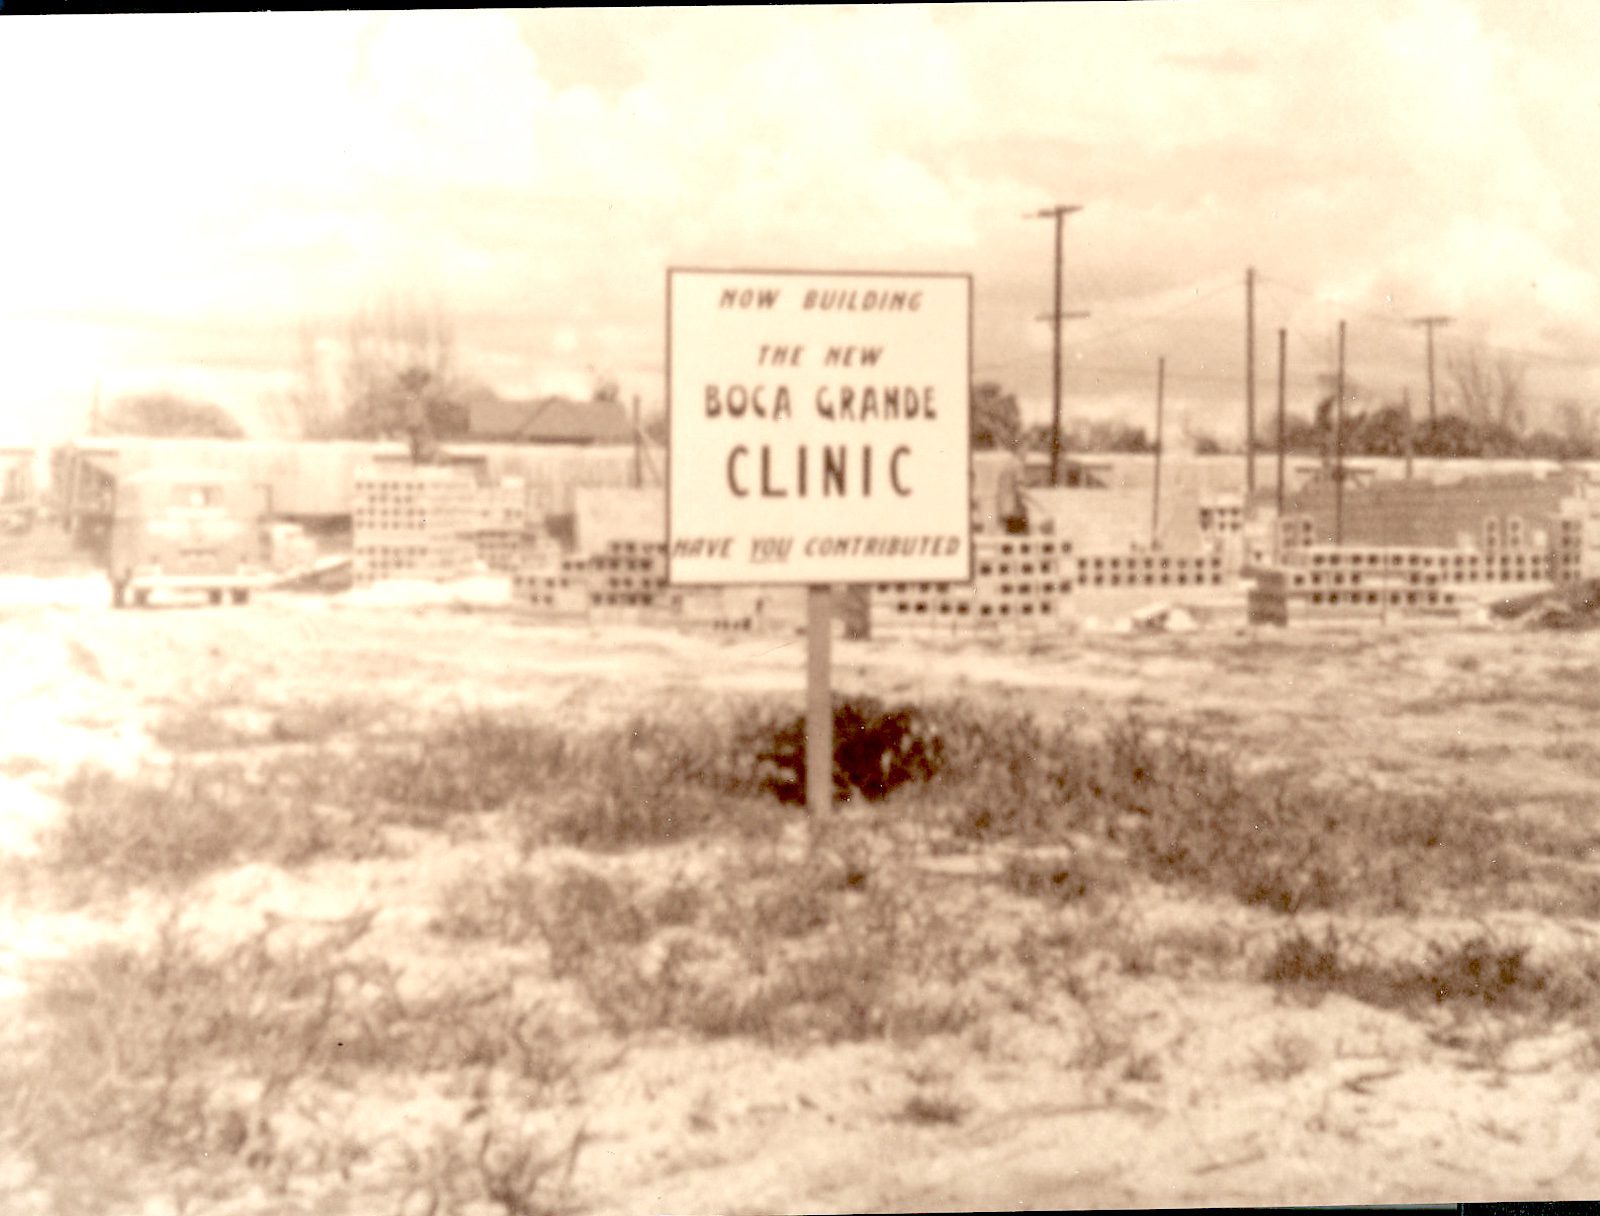 NOW BUILDING
THE NEW
BOCA GRANDE
CLINIC
HAVE YOU CONTRIBUTED